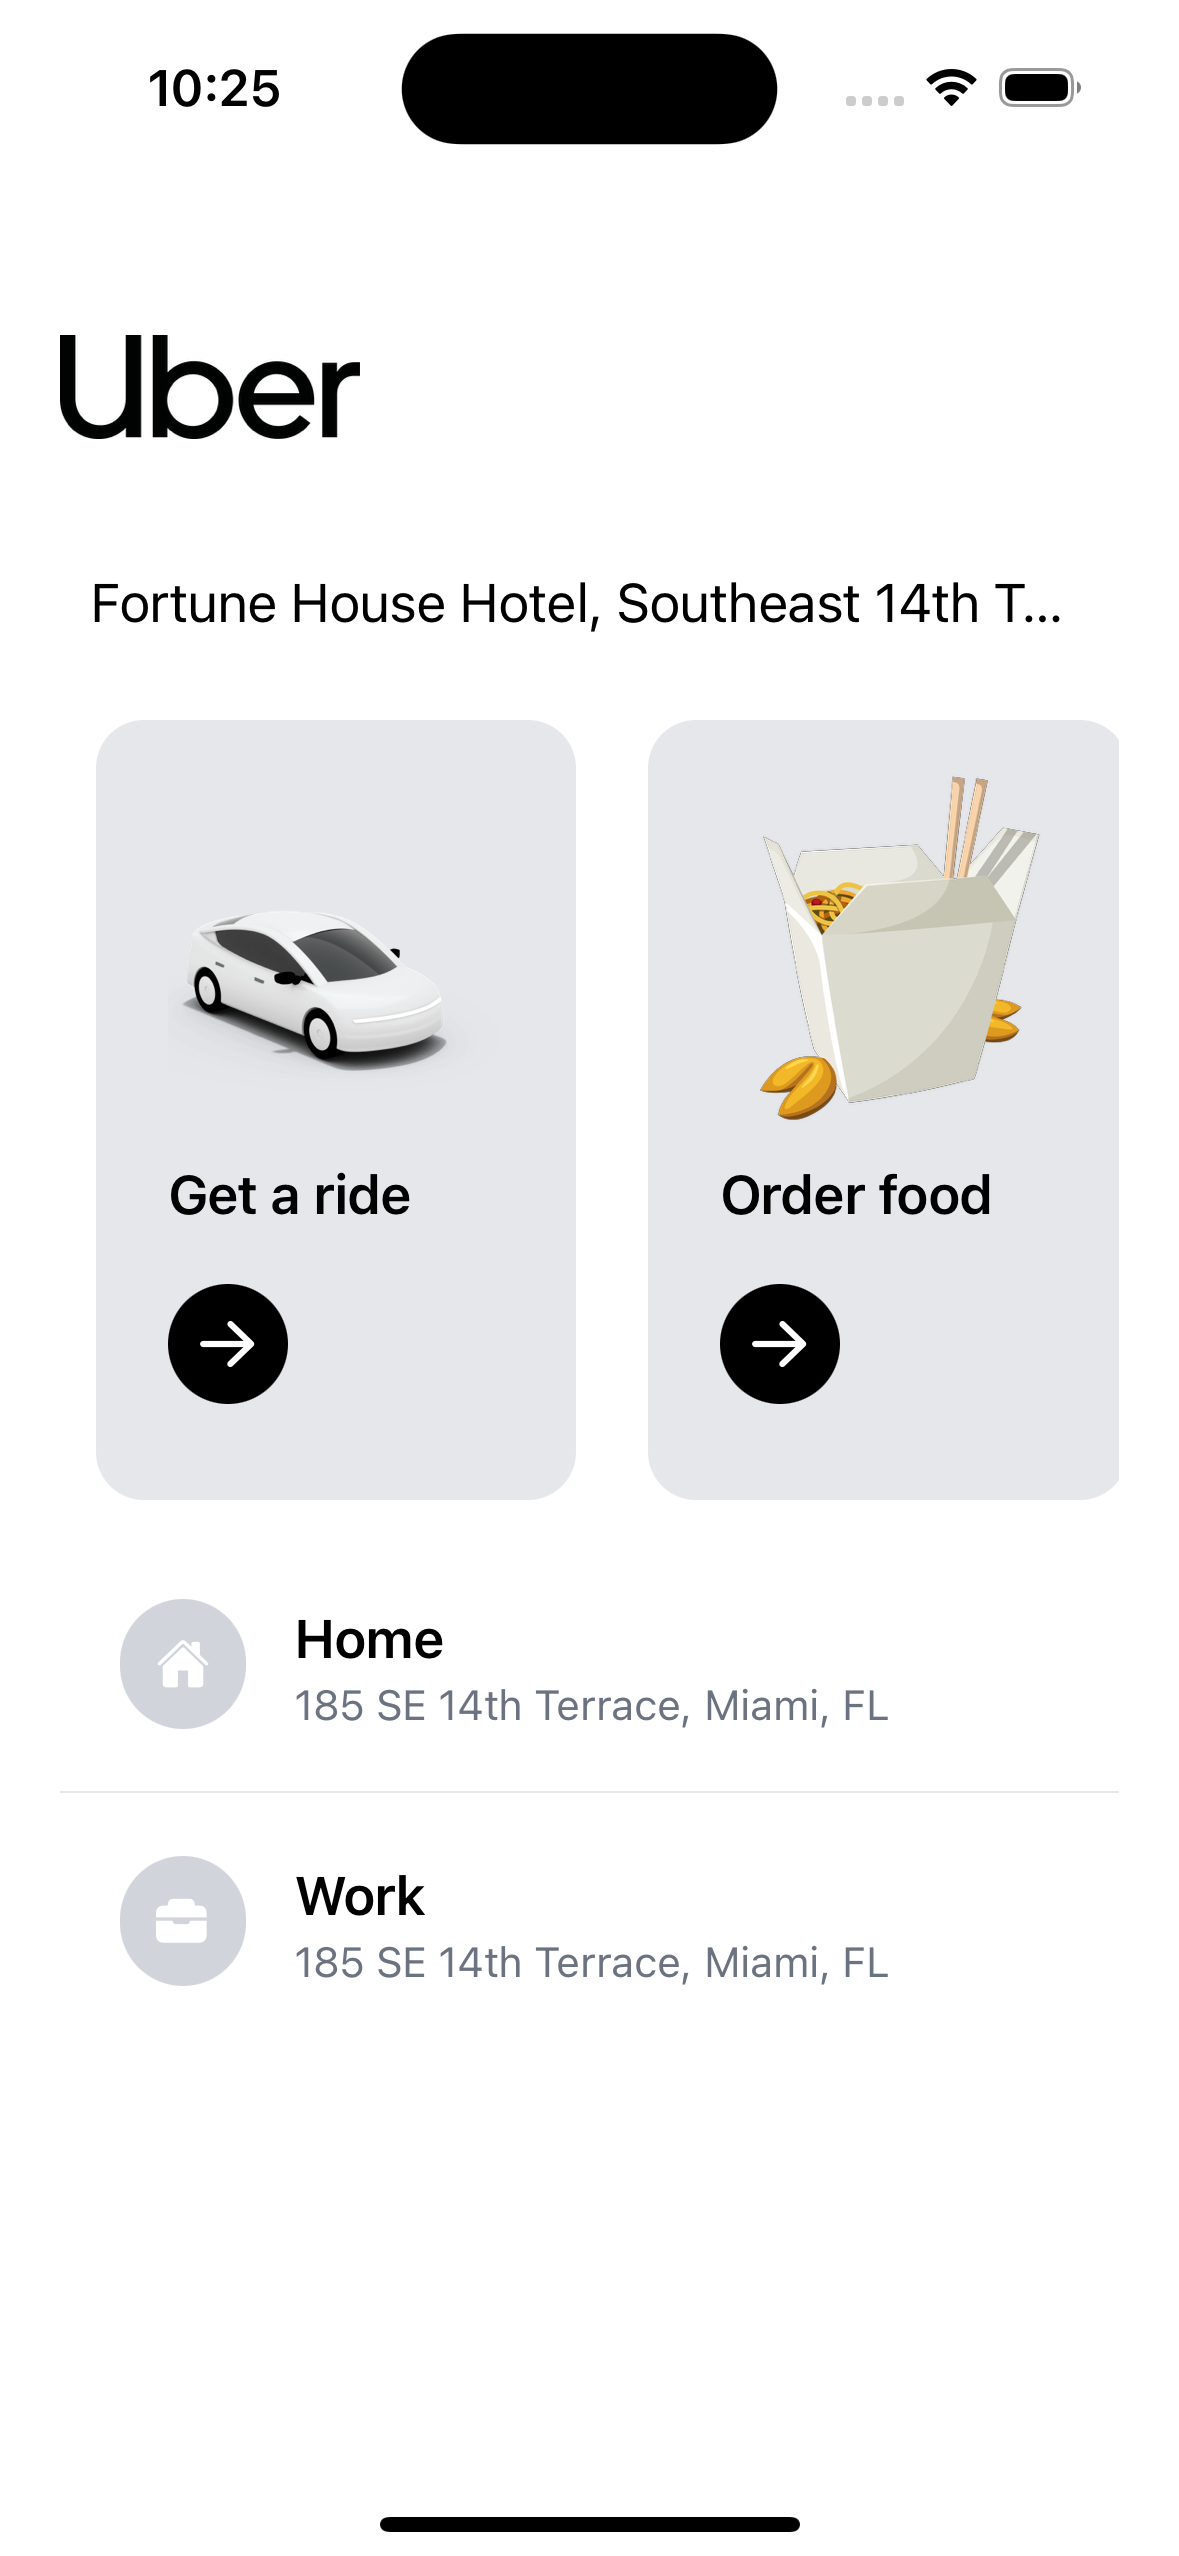 10:25
Uber
Fortune House Hotel, Southeast 14th T...
Get a ride
Order food
Home
185 SE 14th Terrace, Miami, FL
Work
185 SE 14th Terrace, Miami, FL